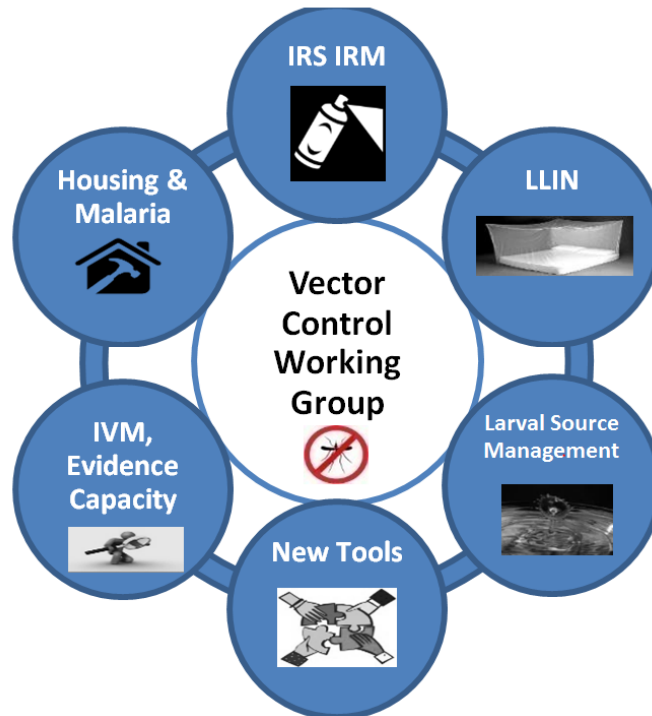 IRS IRM
Housing &
Malaria
LLIN
Vector
Control
Working
Group
IVM,
Evidence
Capacity
Larval Source
Management
New Tools